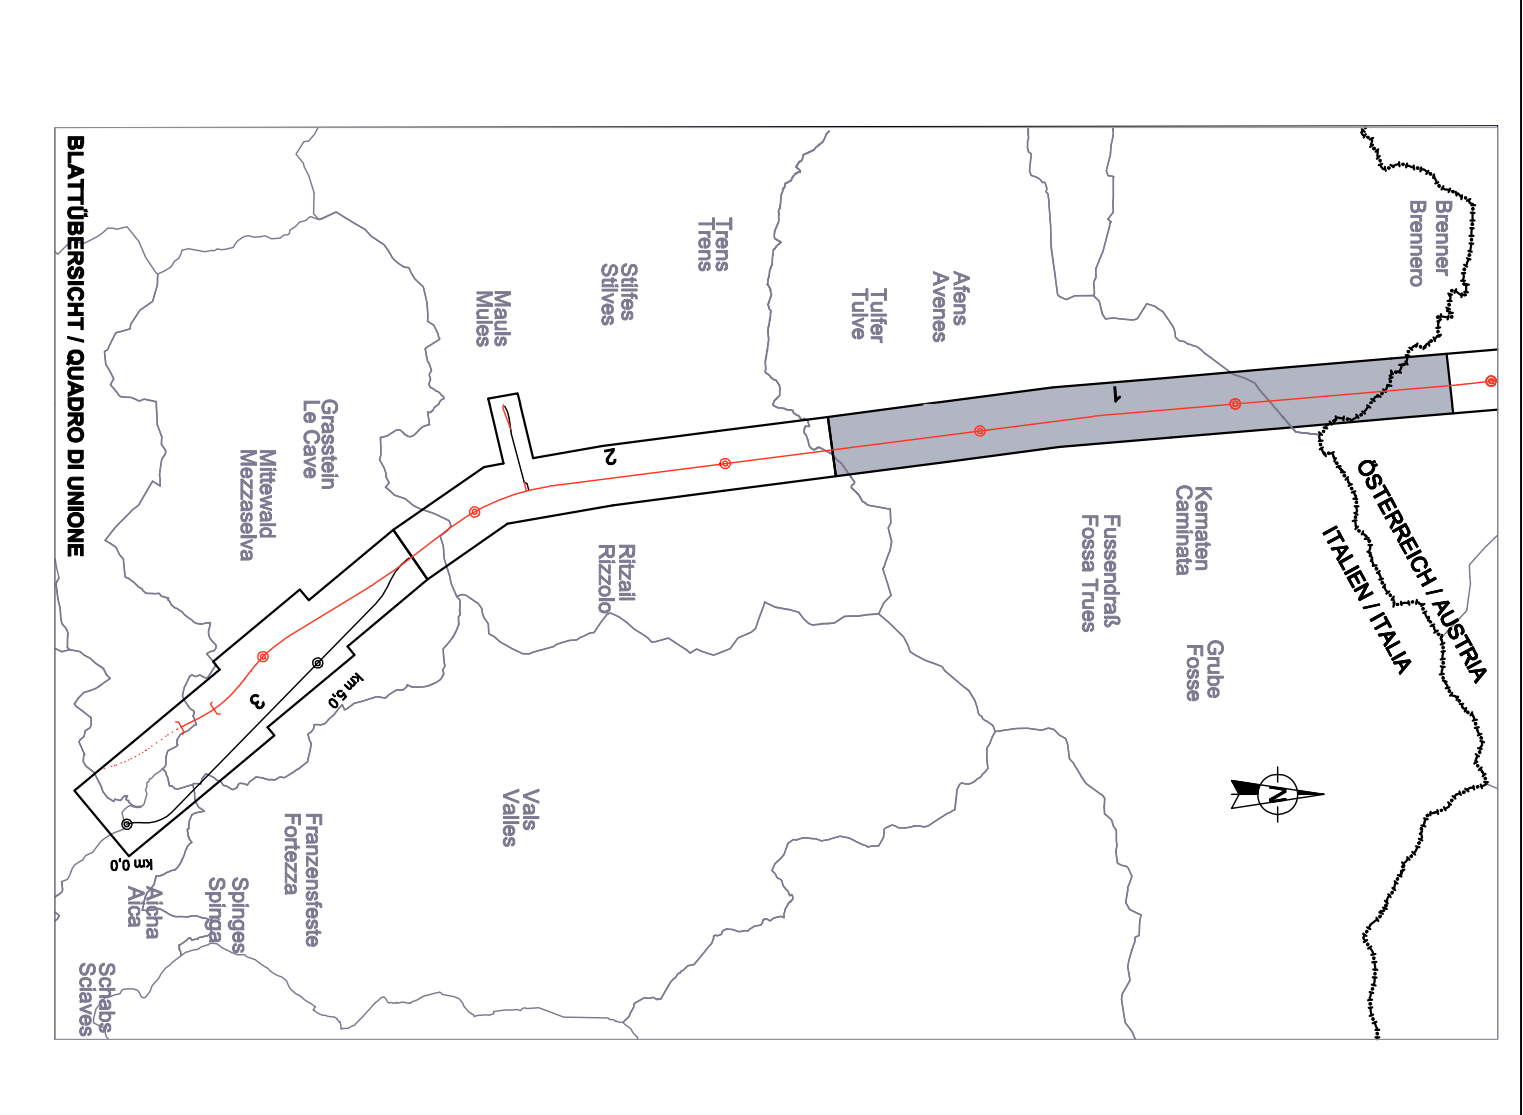 BLATTÜBERSICHT / QUADRO DI UNIONE
Brenner
Brennero
ÖSTERREICH / AUSTRIA
ITALIEN / ITALIA
Kematen
Caminata
Grube
Fosse
N
Fussendraß
Fossa Trues
1
Afens
Avenes
Tulfer
Tulve
Trens
Trens
Stilfes
Stilves
2
Ritzail
Rizzolo
Mauls
Mules
Vals
Valles
Grasstein
Le Cave
Mittewald
Mezzaselva
km 5,0
3
Franzensfeste
Fortezza
Spinges
Spinga
km 0,0
Aicha
Aica
Schabs
Sciaves